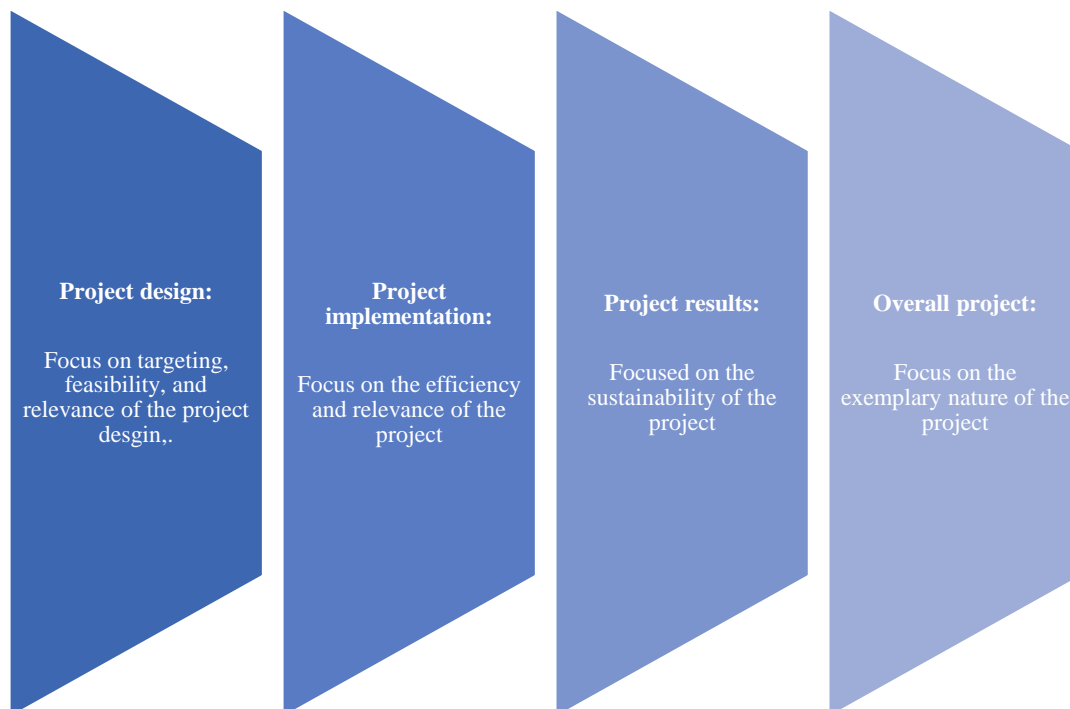 Project design:
Focus on targeting,
feasibility, and
relevance of the project
desgin,.
Project
implementation:
Focus on the efficiency
and relevance of the
project
Project results:
Focused on the
sustainability of the
project
Overall project:
Focus on the
exemplary nature of the
project